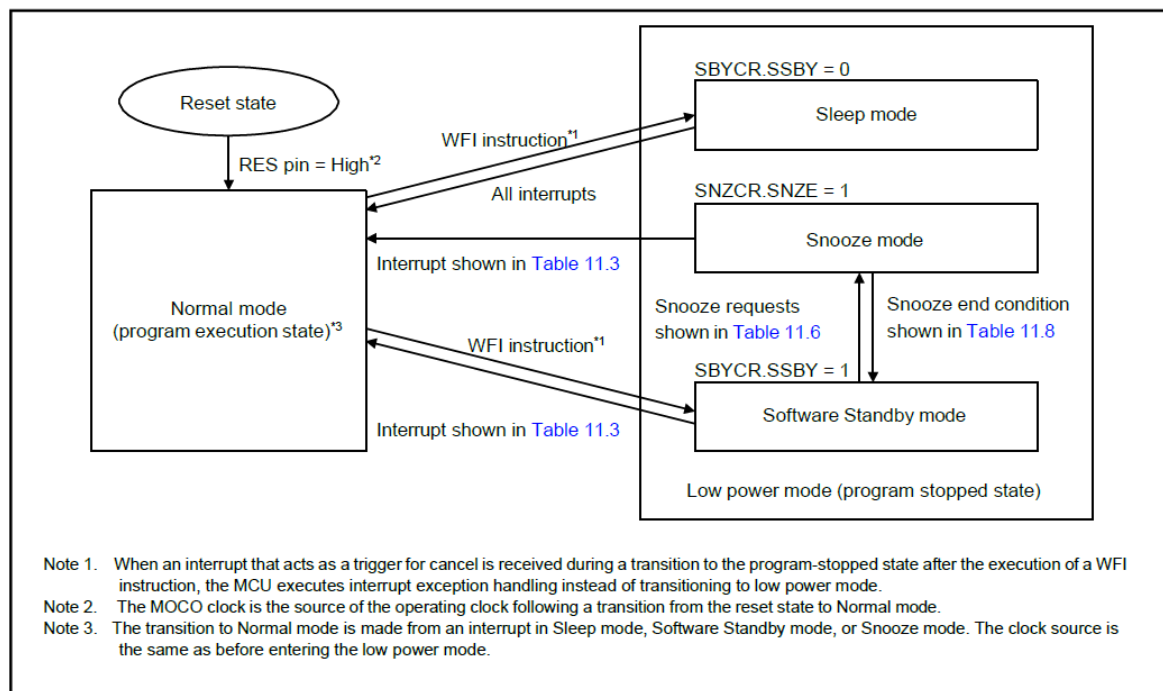 SBYCR.SSBY = 0
Reset state
Sleep mode
WFI instruction*1
RES pin = High*2
All interrupts
SNZCR.SNZE = 1
Snooze mode
Interrupt shown in Table 11.3
Normal mode
(program execution state)*3
Snooze requests
shown in Table 11.6
Snooze end condition
shown in Table 11.8
WFI instruction*1
SBYCR.SSBY = 1
Software Standby mode
Interrupt shown in Table 11.3
Low power mode (program stopped state)
Note 1. When an interrupt that acts as a trigger for cancel is received during a transition to the program-stopped state after the execution of a WFI
instruction, the MCU executes interrupt exception handling instead of transitioning to low power mode.
Note 2. The MOCO clock is the source of the operating clock following a transition from the reset state to Normal mode.
Note 3. The transition to Normal mode is made from an interrupt in Sleep mode, Software Standby mode, or Snooze mode. The clock source is
the same as before entering the low power mode.